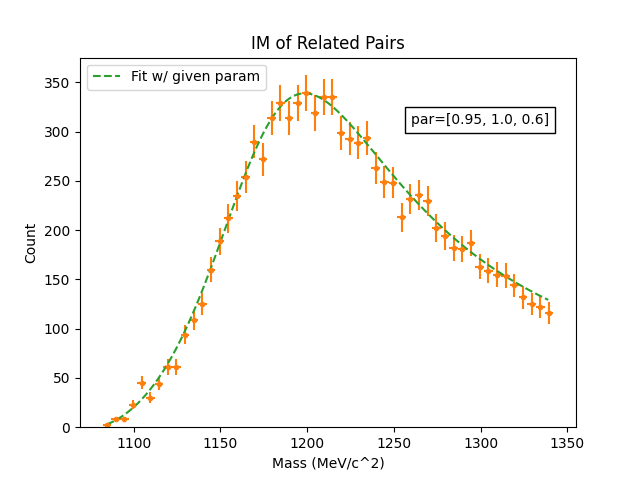 IM of Related Pairs
Fit w/ given param
par=[0.95, 1.0, 0.6]
Count
350
300
250
200
150
100
50
0
1100 1150 1200 1250 1300 1350
Mass (MeV/c^2)